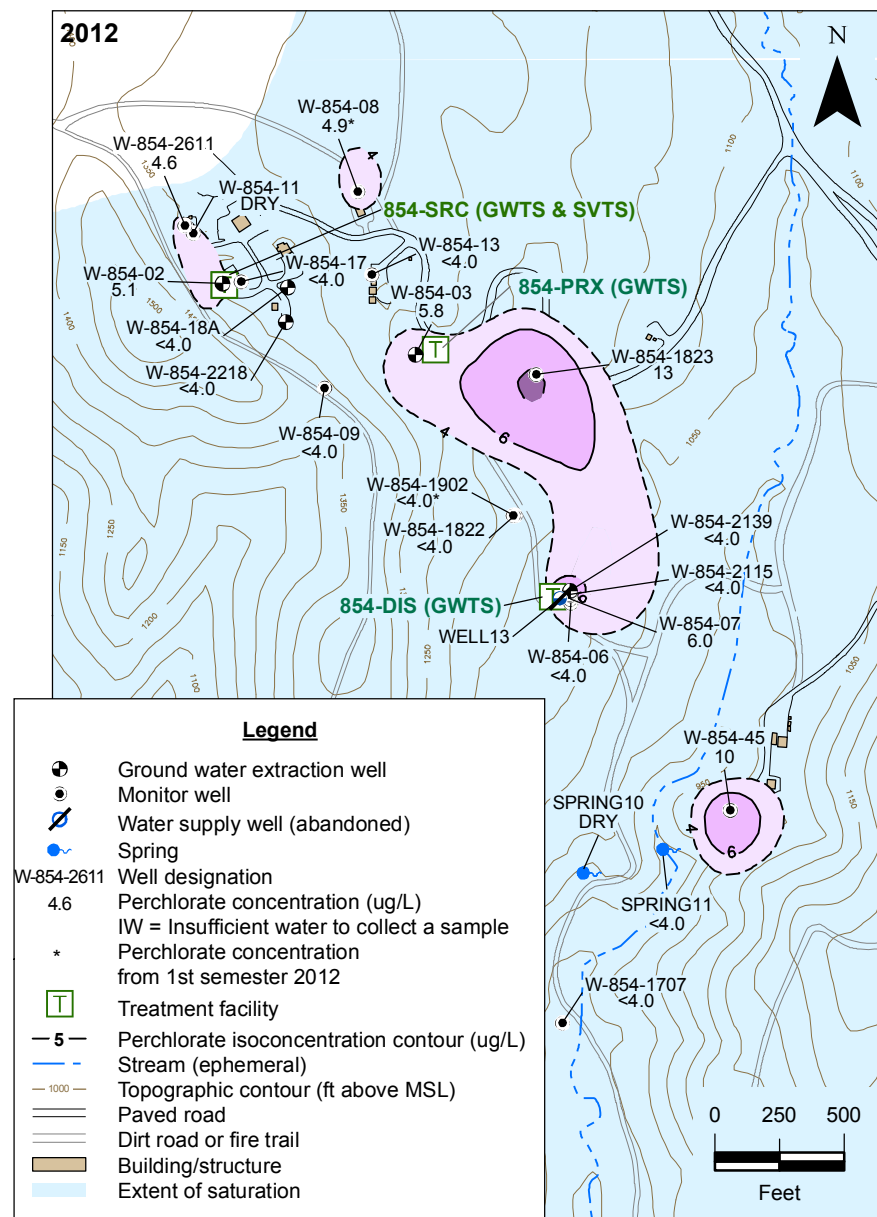 2012
N
W-854-08
4.9*
W-854-2611
4.6
W-854-11
DRY
854-SRC (GWTS & SVTS)
W-854-17
<4.0
W-854-13
<4.0
W-854-02
5.1
W-854-03
5.8
854-PRX (GWTS)
W-854-18A
<4.0
W-854-2218
<4.0
W-854-1823
13
W-854-09
<4.0
W-854-1902
<4.0*
W-854-1822
<4.0
W-854-2139
<4.0
W-854-2115
<4.0
854-DIS (GWTS)
WELL13
W-854-07
6.0
W-854-06
<4.0
W-854-45
10
SPRING10
DRY
SPRING11
<4.0
W-854-1707
<4.0
4
4
6
6
4
6
T
T
T
1100
1100
1050
1050
1150
950
1400
1500
1350
1350
1300
1250
1250
1150
1200
1100
Legend
Ground water extraction well
Monitor well
Water supply well (abandoned)
Spring
W-854-2611 Well designation
4.6 Perchlorate concentration (ug/L)
IW = Insufficient water to collect a sample
* Perchlorate concentration
from 1st semester 2012
T Treatment facility
5 Perchlorate isoconcentration contour (ug/L)
Stream (ephemeral)
1000 Topographic contour (ft above MSL)
Paved road
Dirt road or fire trail
Building/structure
Extent of saturation
0 250 500
Feet